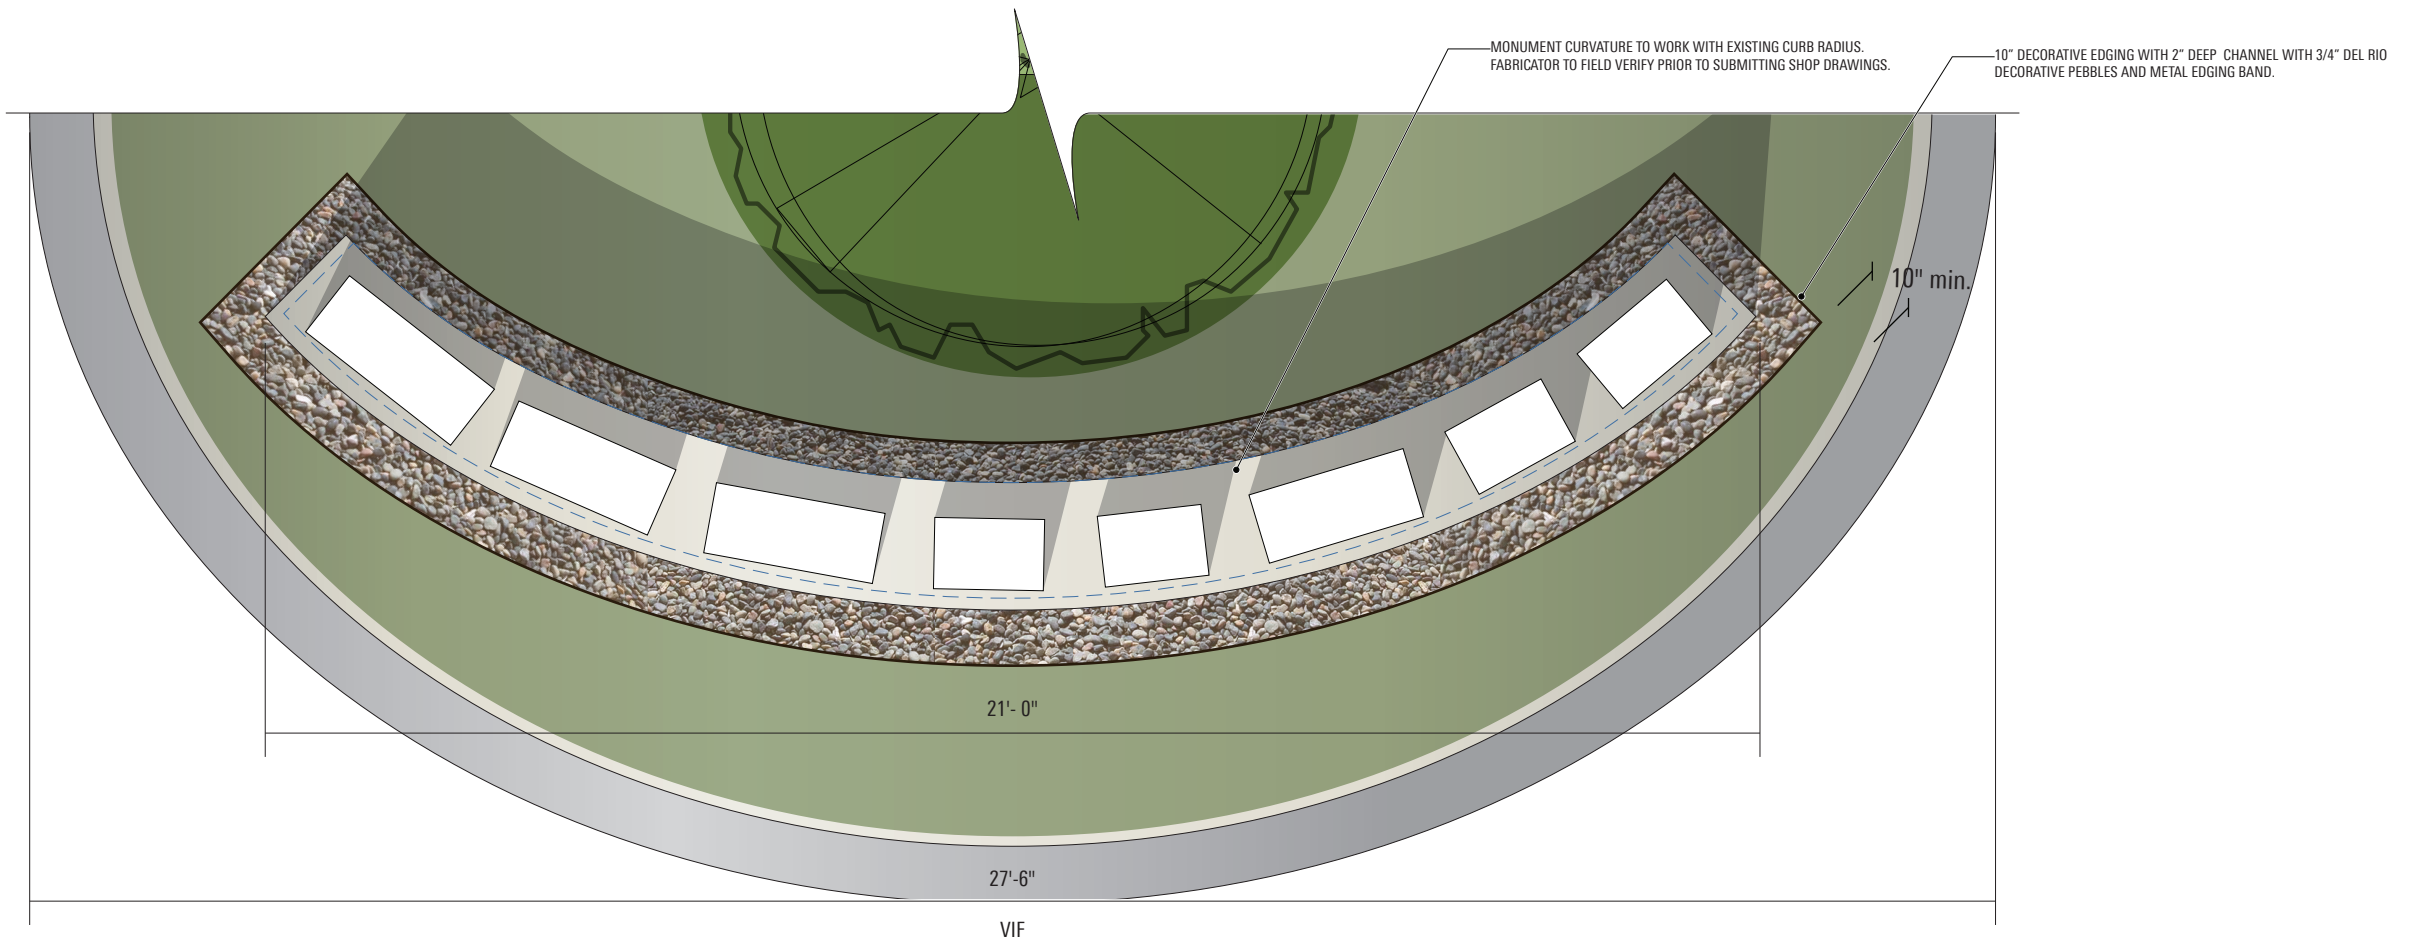 MONUMENT CURVATURE TO WORK WITH EXISTING CURB RADIUS.
FABRICATOR TO FIELD VERIFY PRIOR TO SUBMITTING SHOP DRAWINGS.
10” DECORATIVE EDGING WITH 2” DEEP CHANNEL WITH 3/4” DEL RIO
DECORATIVE PEBBLES AND METAL EDGING BAND.
10" min.
21'- 0"
27'-6"
VIF